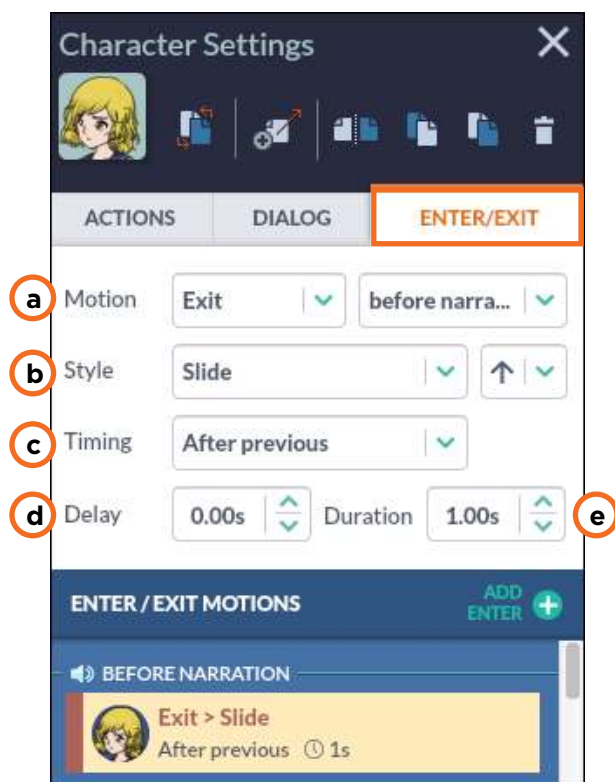 Character Settings
ACTIONS DIALOG ENTER/EXIT
a Motion Exit before narra...
b Style Slide
c Timing After previous
d Delay 0.00s Duration 1.00s e
ENTER / EXIT MOTIONS ADD ENTER
BEFORE NARRATION
Exit > Slide
After previous 1s